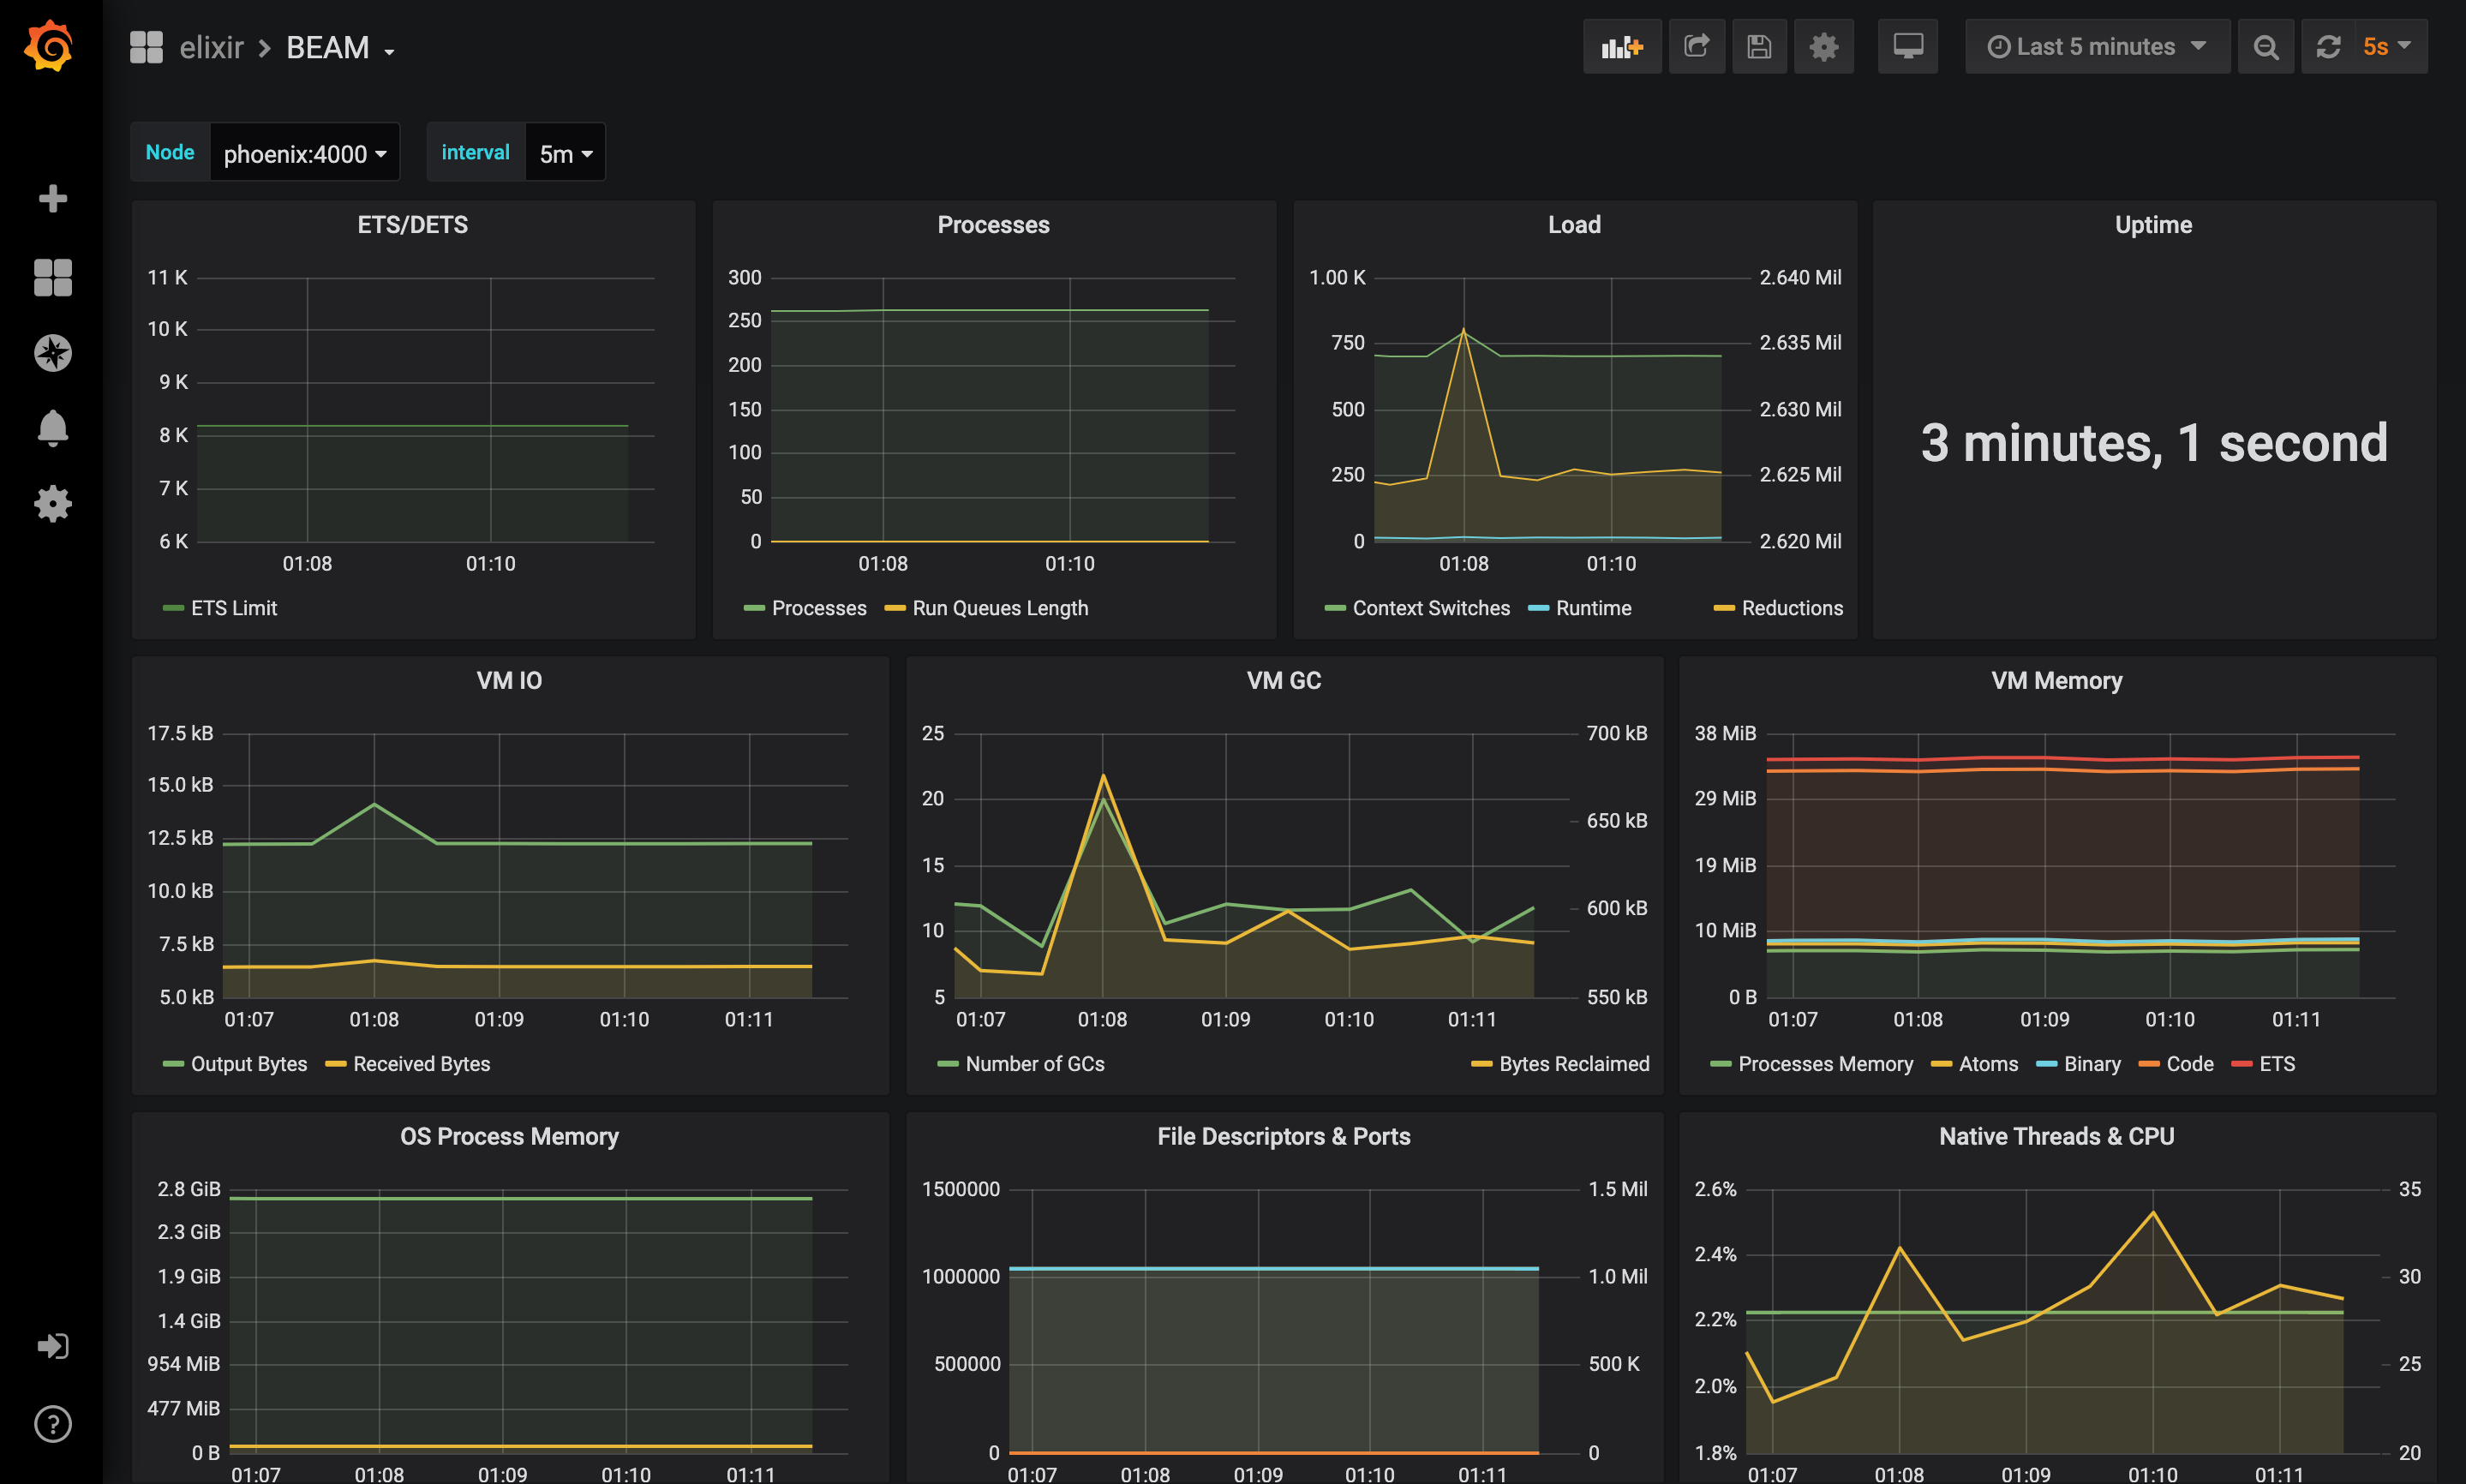 elixir > BEAM
Last 5 minutes
5s
Node phoenix:4000
interval 5m
ETS/DETS
11 K
10 K
9 K
8 K
7 K
6 K
01:08 01:10
ETS Limit
Processes
300
250
200
150
100
50
0
01:08 01:10
Processes Run Queues Length
Load
1.00 K 2.640 Mil
750 2.635 Mil
500 2.630 Mil
250 2.625 Mil
0 2.620 Mil
01:08 01:10
Context Switches Runtime Reductions
Uptime
3 minutes, 1 second
VM IO
17.5 kB
15.0 kB
12.5 kB
10.0 kB
7.5 kB
5.0 kB
01:07 01:08 01:09 01:10 01:11
Output Bytes Received Bytes
VM GC
25 700 kB
20
650 kB
15
600 kB
10
5 550 kB
01:07 01:08 01:09 01:10 01:11
Number of GCs Bytes Reclaimed
VM Memory
38 MiB
29 MiB
19 MiB
10 MiB
0 B
01:07 01:08 01:09 01:10 01:11
Processes Memory Atoms Binary Code ETS
OS Process Memory
2.8 GiB
2.3 GiB
1.9 GiB
1.4 GiB
954 MiB
477 MiB
0 B
01:07 01:08 01:09 01:10 01:11
File Descriptors & Ports
1500000 1.5 Mil
1000000 1.0 Mil
500000 500 K
0 0
01:07 01:08 01:09 01:10 01:11
Native Threads & CPU
2.6% 35
2.4%
30
2.2%
25
2.0%
1.8% 20
01:07 01:08 01:09 01:10 01:11